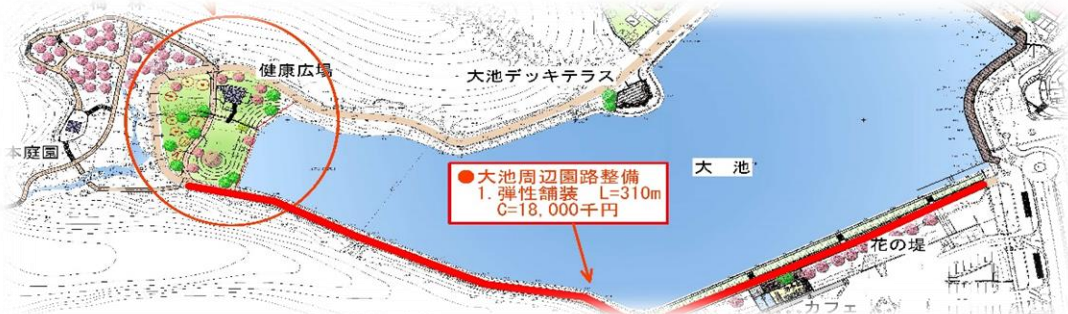 健康広場
大池デッキテラス
本庭園
大　池
●大池周辺園路整備
1. 弾性舗装　L=310m
C=18,000千円
花の堤
カフェ